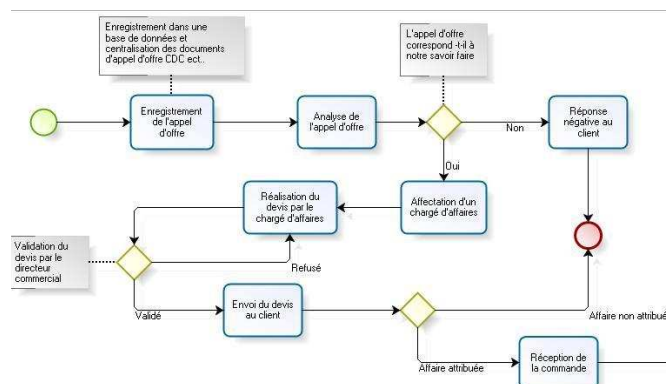 Enregistrement dans une
base de données et
centralisation des documents
d'appel d'offre CDC ect..
L'appel d'offre
correspond -t-il à
notre savoir faire
Enregistrement
de l'appel
d'offre
Analyse de
l'appel d'offre
Non
Réponse
négative au
client
Oui
Réalisation du
devis par le
chargé d'affaires
Affectation d'un
chargé d'affaires
Validation du
devis par le
directeur
commercial
Refusé
Validé
Envoi du devis
au client
Affaire non attribué
Affaire attribuée
Réception de
la commande